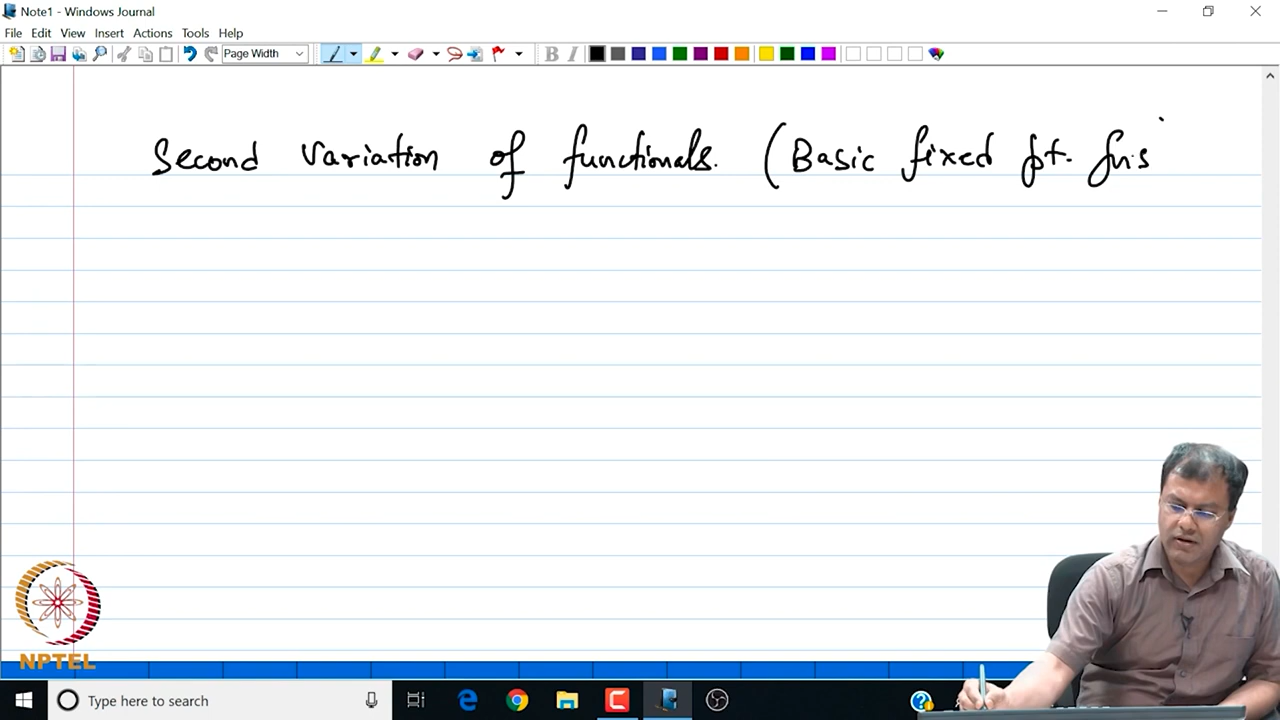 Note1 - Windows Journal
File Edit View Insert Actions Tools Help
Page Width B I
Second Variation of functionals. (Basic fixed pt. fn.s
NPTEL
Type here to search